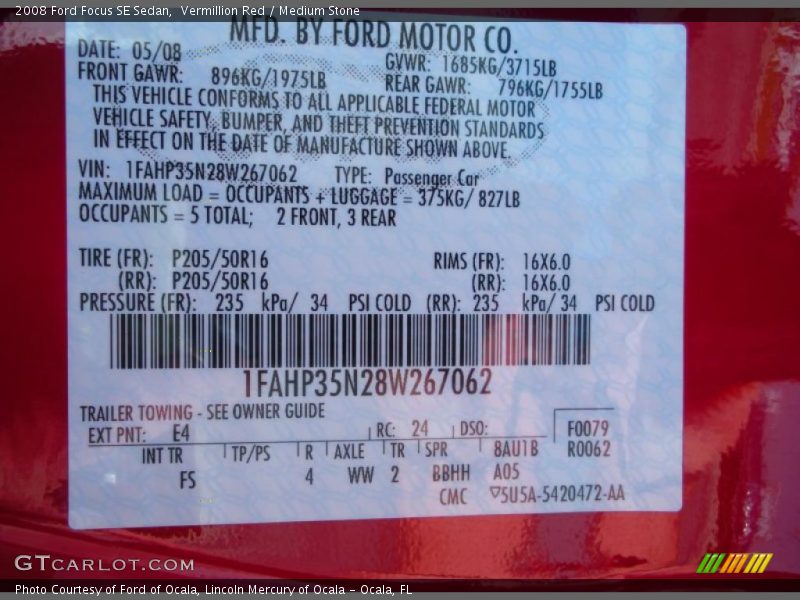 2008 Ford Focus SE Sedan,  Vermillion Red / Medium Stone
MFD. BY FORD MOTOR CO.
DATE: 05/08 GVWR: 1685KG/3715LB
FRONT GAWR: 896KG/1975LB REAR GAWR: 796KG/1755LB
THIS VEHICLE CONFORMS TO ALL APPLICABLE FEDERAL MOTOR
VEHICLE SAFETY, BUMPER, AND THEFT PREVENTION STANDARDS
IN EFFECT ON THE DATE OF MANUFACTURE SHOWN ABOVE
VIN: 1FAHP35N28W267062 TYPE: Passenger Car
MAXIMUM LOAD = OCCUPANTS + LUGGAGE = 375KG/ 827LB
OCCUPANTS = 5 TOTAL; 2 FRONT, 3 REAR
TIRE (FR): P205/50R16 RIMS (FR): 16X6.0
(RR): P205/50R16 (RR): 16X6.0
PRESSURE (FR): 235 kPa/ 34 PSI COLD (RR): 235 kPa/ 34 PSI COLD
1FAHP35N28W267062
TRAILER TOWING - SEE OWNER GUIDE
EXT PNT: E4 RC: 24 DSO: F0079
INT TR TP/PS R AXLE TR SPR 8AU1B R0062
FS 4 WW 2 BBHH A05
CMC ▽5U5A-5420472-AA
GTCARLOT.COM
Photo Courtesy of Ford of Ocala, Lincoln Mercury of Ocala - Ocala, FL